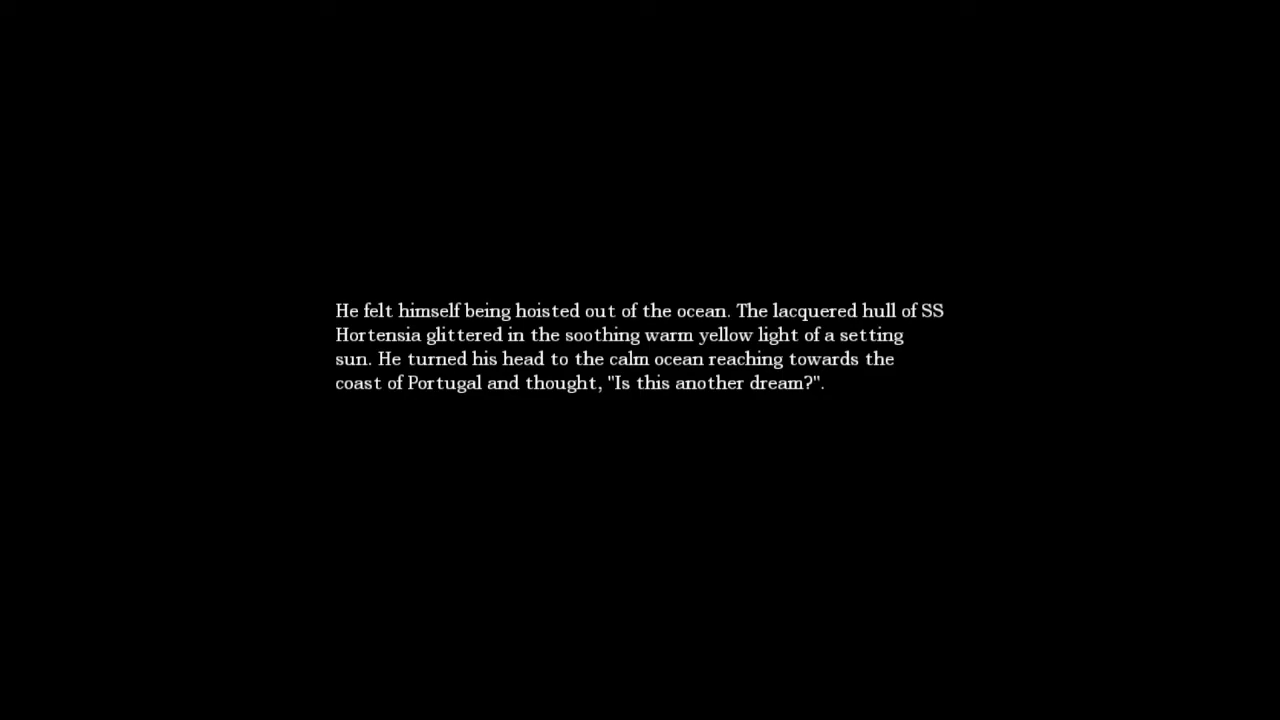 He felt himself being hoisted out of the ocean. The lacquered hull of SS
Hortensia glittered in the soothing warm yellow light of a setting
sun. He turned his head to the calm ocean reaching towards the
coast of Portugal and thought, "Is this another dream?".